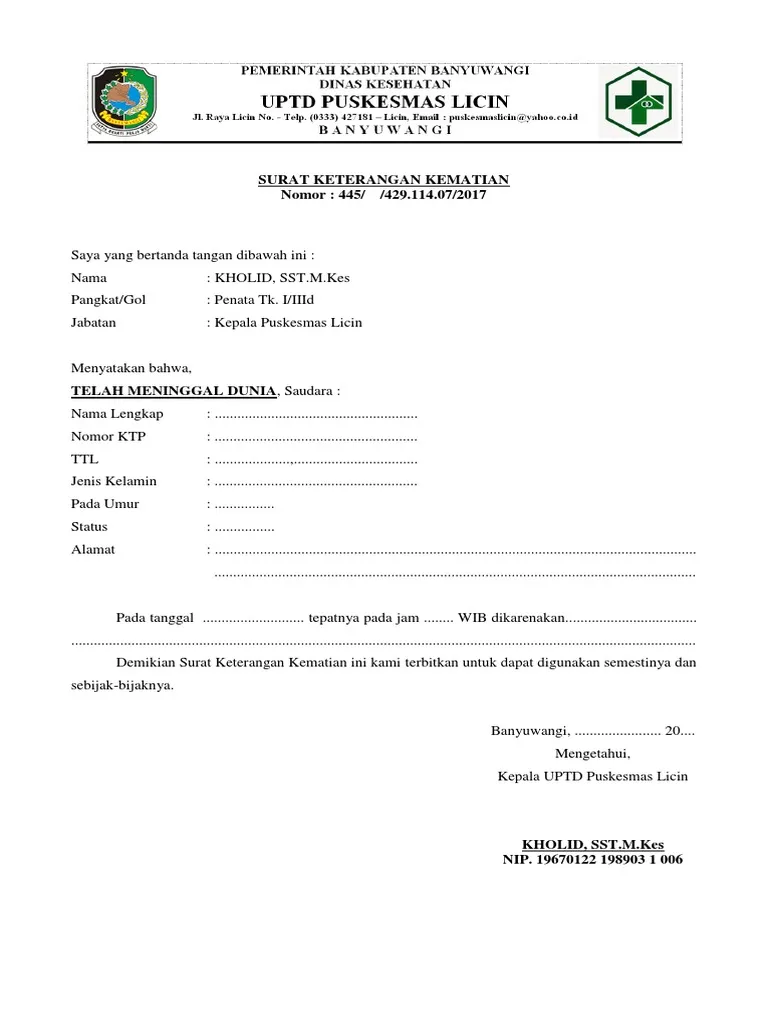 PEMERINTAH KABUPATEN BANYUWANGI
DINAS KESEHATAN
UPTD PUSKESMAS LICIN
Jl. Raya Licin No. - Telp. (0333) 427181 – Licin, Email : puskesmaslicin@yahoo.co.id
B A N Y U W A N G I
SURAT KETERANGAN KEMATIAN
Nomor : 445/ /429.114.07/2017
Saya yang bertanda tangan dibawah ini :
Nama : KHOLID, SST.M.Kes
Pangkat/Gol : Penata Tk. I/IIId
Jabatan : Kepala Puskesmas Licin
Menyatakan bahwa,
TELAH MENINGGAL DUNIA, Saudara :
Nama Lengkap : ......................................................
Nomor KTP : ......................................................
TTL : ....................,.................................
Jenis Kelamin : ......................................................
Pada Umur : ................
Status : ................
Alamat : ................................................................................................................................
................................................................................................................................
Pada tanggal ........................... tepatnya pada jam ........ WIB dikarenakan...................................
......................................................................................................................................................................
Demikian Surat Keterangan Kematian ini kami terbitkan untuk dapat digunakan semestinya dan
sebijak-bijaknya.
Banyuwangi, ....................... 20....
Mengetahui,
Kepala UPTD Puskesmas Licin
KHOLID, SST.M.Kes
NIP. 19670122 198903 1 006